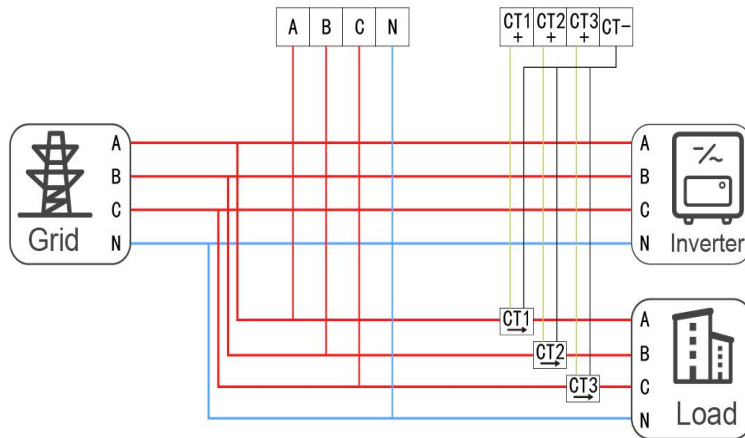 A B C N
CT1+ CT2+ CT3+ CT-
A
B
C
N
Grid
A
B
C
N
Inverter
CT1
CT2
CT3
A
B
C
N
Load